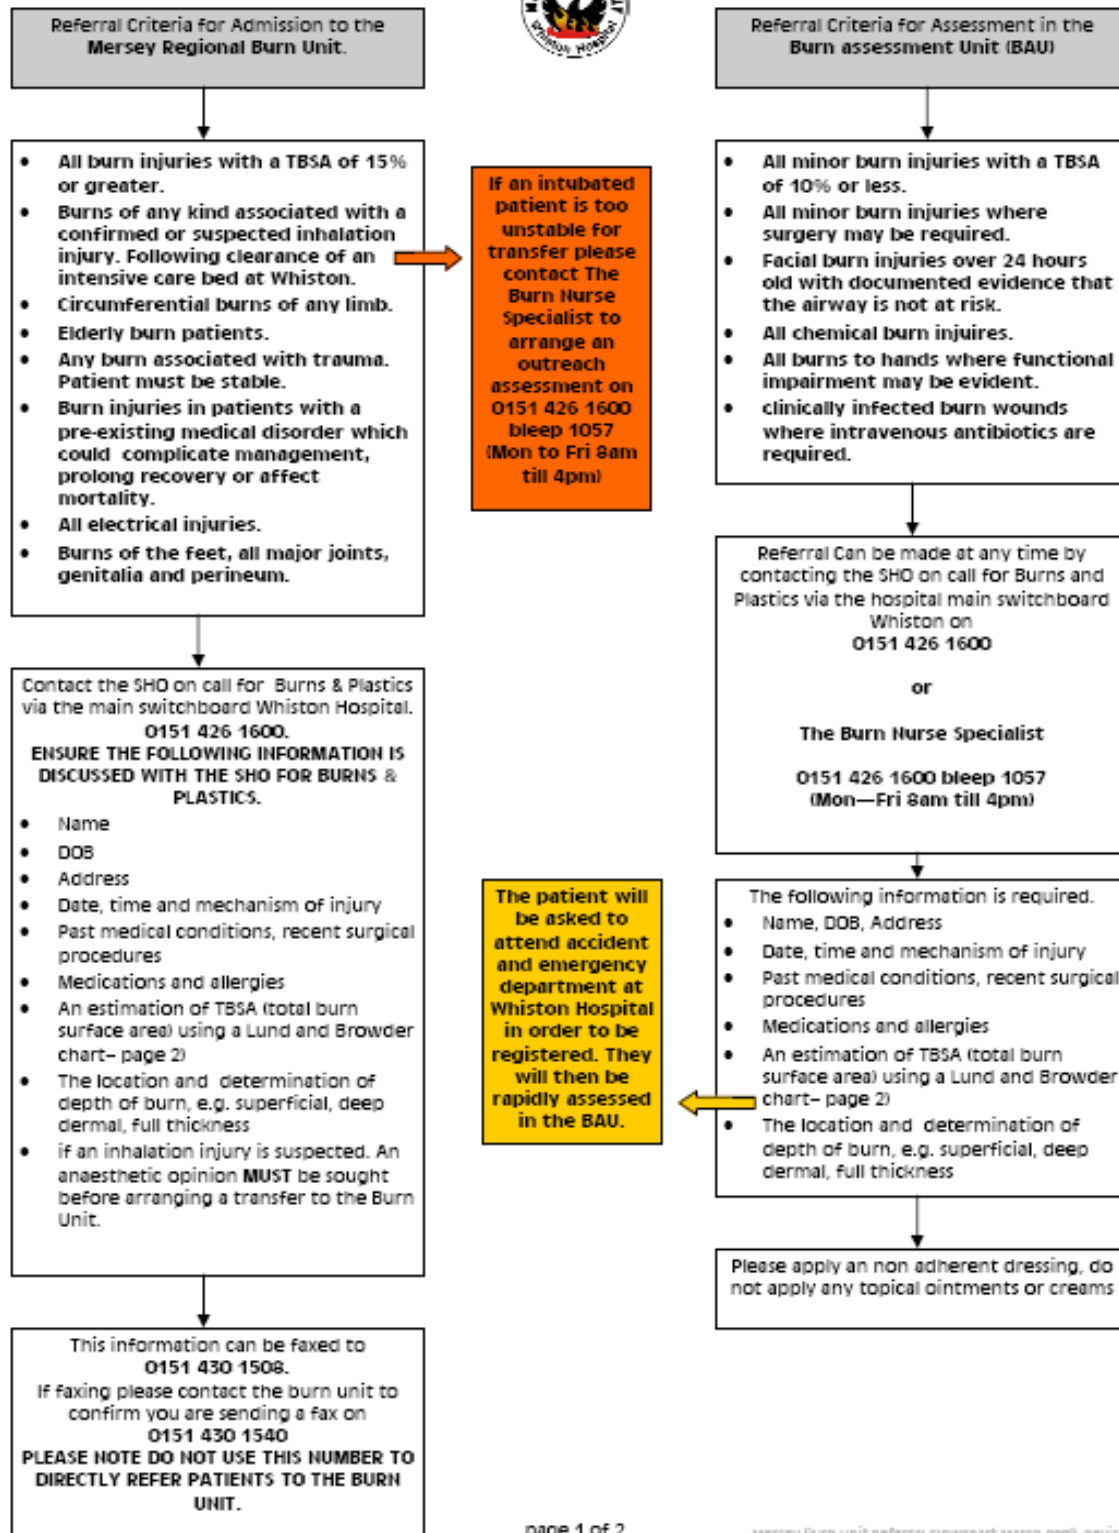 Referral Criteria for Admission to the
Mersey Regional Burn Unit.
• All burn injuries with a TBSA of 15%
or greater.
• Burns of any kind associated with a
confirmed or suspected inhalation
injury. Following clearance of an
intensive care bed at Whiston.
• Circumferential burns of any limb.
• Elderly burn patients.
• Any burn associated with trauma.
Patient must be stable.
• Burn injuries in patients with a
pre-existing medical disorder which
could complicate management,
prolong recovery or affect
mortality.
• All electrical injuries.
• Burns of the feet, all major joints,
genitalia and perineum.
Contact the SHO on call for Burns & Plastics
via the main switchboard Whiston Hospital.
0151 426 1600.
ENSURE THE FOLLOWING INFORMATION IS
DISCUSSED WITH THE SHO FOR BURNS &
PLASTICS.
• Name
• DOB
• Address
• Date, time and mechanism of injury
• Past medical conditions, recent surgical
procedures
• Medications and allergies
• An estimation of TBSA (total burn
surface area) using a Lund and Browder
chart– page 2)
• The location and determination of
depth of burn, e.g. superficial, deep
dermal, full thickness
• if an inhalation injury is suspected. An
anaesthetic opinion MUST be sought
before arranging a transfer to the Burn
Unit.
This information can be faxed to
0151 430 1508.
If faxing please contact the burn unit to
confirm you are sending a fax on
0151 430 1540
PLEASE NOTE DO NOT USE THIS NUMBER TO
DIRECTLY REFER PATIENTS TO THE BURN
UNIT.
Whiston Hospital
If an intubated
patient is too
unstable for
transfer please
contact The
Burn Nurse
Specialist to
arrange an
outreach
assessment on
0151 426 1600
bleep 1057
(Mon to Fri 8am
till 4pm)
The patient will
be asked to
attend accident
and emergency
department at
Whiston Hospital
in order to be
registered. They
will then be
rapidly assessed
in the BAU.
Referral Criteria for Assessment in the
Burn assessment Unit (BAU)
• All minor burn injuries with a TBSA
of 10% or less.
• All minor burn injuries where
surgery may be required.
• Facial burn injuries over 24 hours
old with documented evidence that
the airway is not at risk.
• All chemical burn injuires.
• All burns to hands where functional
impairment may be evident.
• clinically infected burn wounds
where intravenous antibiotics are
required.
Referral Can be made at any time by
contacting the SHO on call for Burns and
Plastics via the hospital main switchboard
Whiston on
0151 426 1600
or
The Burn Nurse Specialist
0151 426 1600 bleep 1057
(Mon—Fri 8am till 4pm)
The following information is required.
• Name, DOB, Address
• Date, time and mechanism of injury
• Past medical conditions, recent surgical
procedures
• Medications and allergies
• An estimation of TBSA (total burn
surface area) using a Lund and Browder
chart– page 2)
• The location and determination of
depth of burn, e.g. superficial, deep
dermal, full thickness
Please apply an non adherent dressing, do
not apply any topical ointments or creams
page 1 of 2